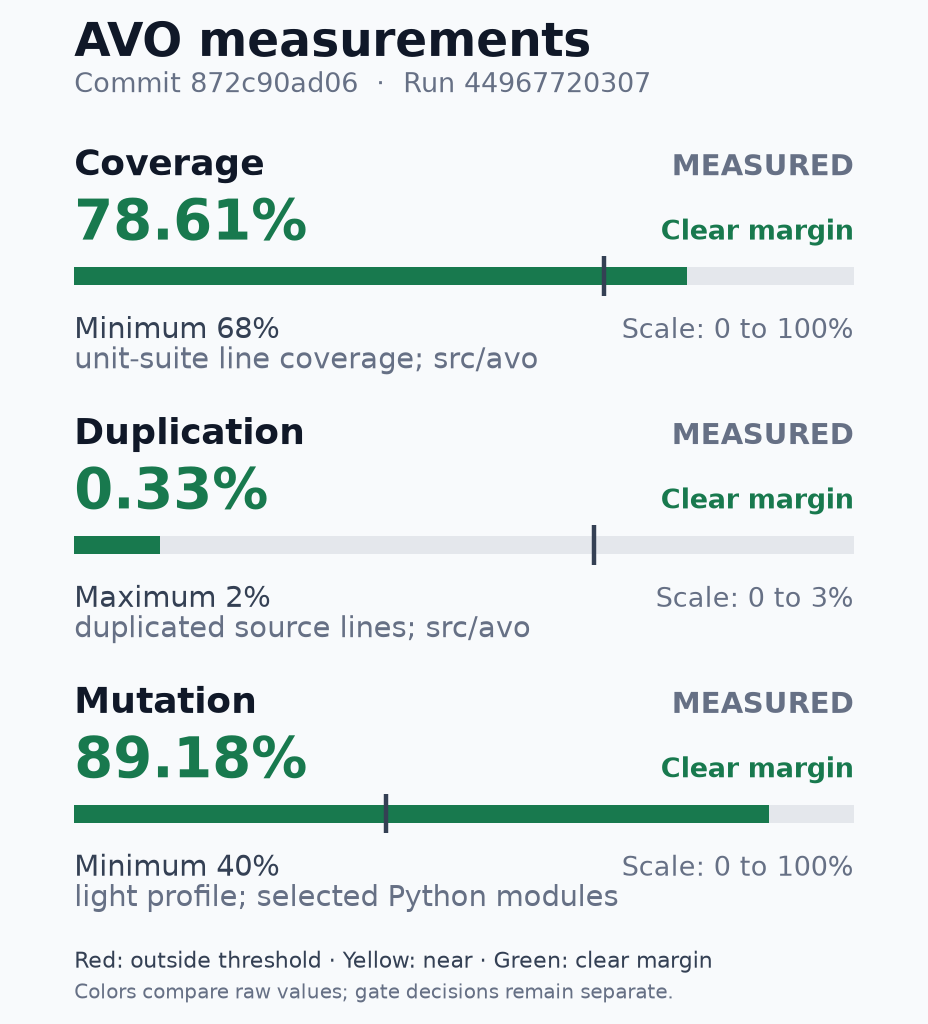 AVO measurements
Commit 872c90ad06 · Run 44967720307
Coverage MEASURED
78.61% Clear margin
Minimum 68% Scale: 0 to 100%
unit-suite line coverage; src/avo
Duplication MEASURED
0.33% Clear margin
Maximum 2% Scale: 0 to 3%
duplicated source lines; src/avo
Mutation MEASURED
89.18% Clear margin
Minimum 40% Scale: 0 to 100%
light profile; selected Python modules
Red: outside threshold · Yellow: near · Green: clear margin
Colors compare raw values; gate decisions remain separate.